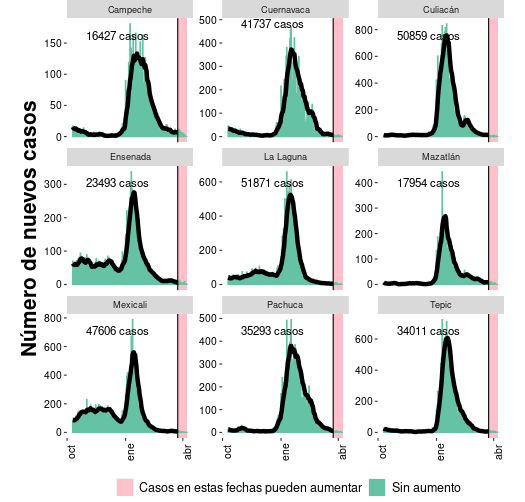 Número de nuevos casos
Campeche
Cuernavaca
Culiacán
16427 casos
41737 casos
50859 casos
150
100
50
0
500
400
300
200
100
0
800
600
400
200
0
Ensenada
La Laguna
Mazatlán
23493 casos
51871 casos
17954 casos
300
200
100
0
600
400
200
0
400
300
200
100
0
Mexicali
Pachuca
Tepic
47606 casos
35293 casos
34011 casos
800
600
400
200
0
500
400
300
200
100
0
600
400
200
0
oct
ene
abr
oct
ene
abr
oct
ene
abr
Casos en estas fechas pueden aumentar
Sin aumento